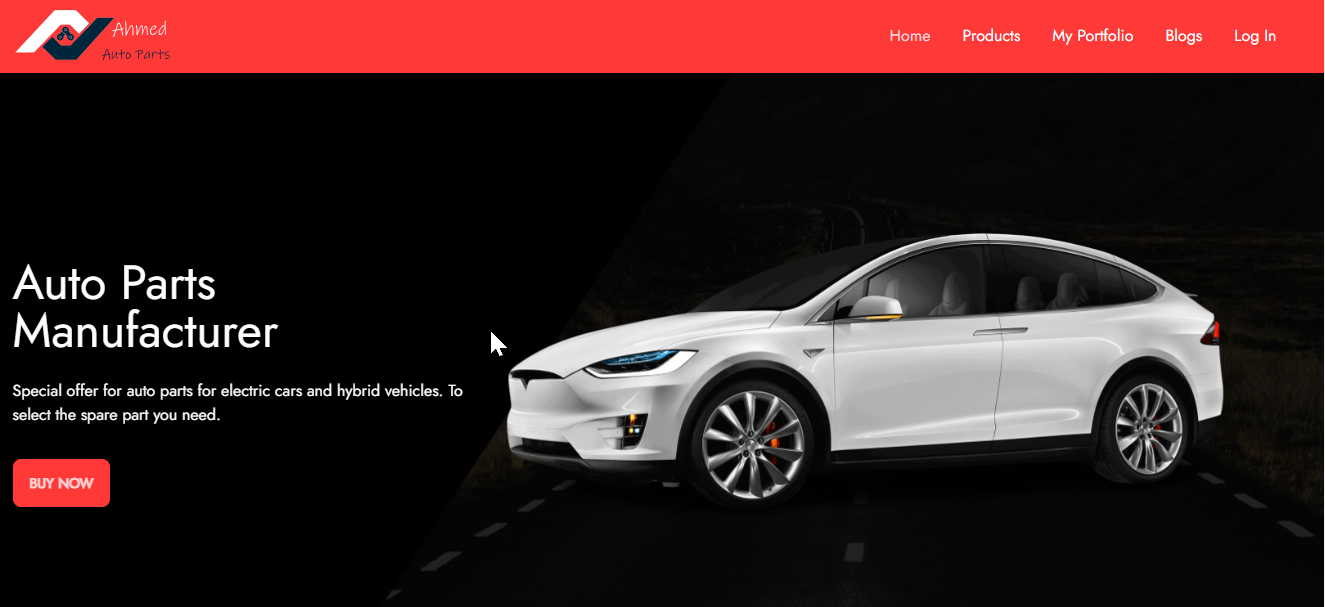 Ahmed
Auto Parts
Home Products My Portfolio Blogs Log In
Auto Parts
Manufacturer
Special offer for auto parts for electric cars and hybrid vehicles. To
select the spare part you need.
BUY NOW